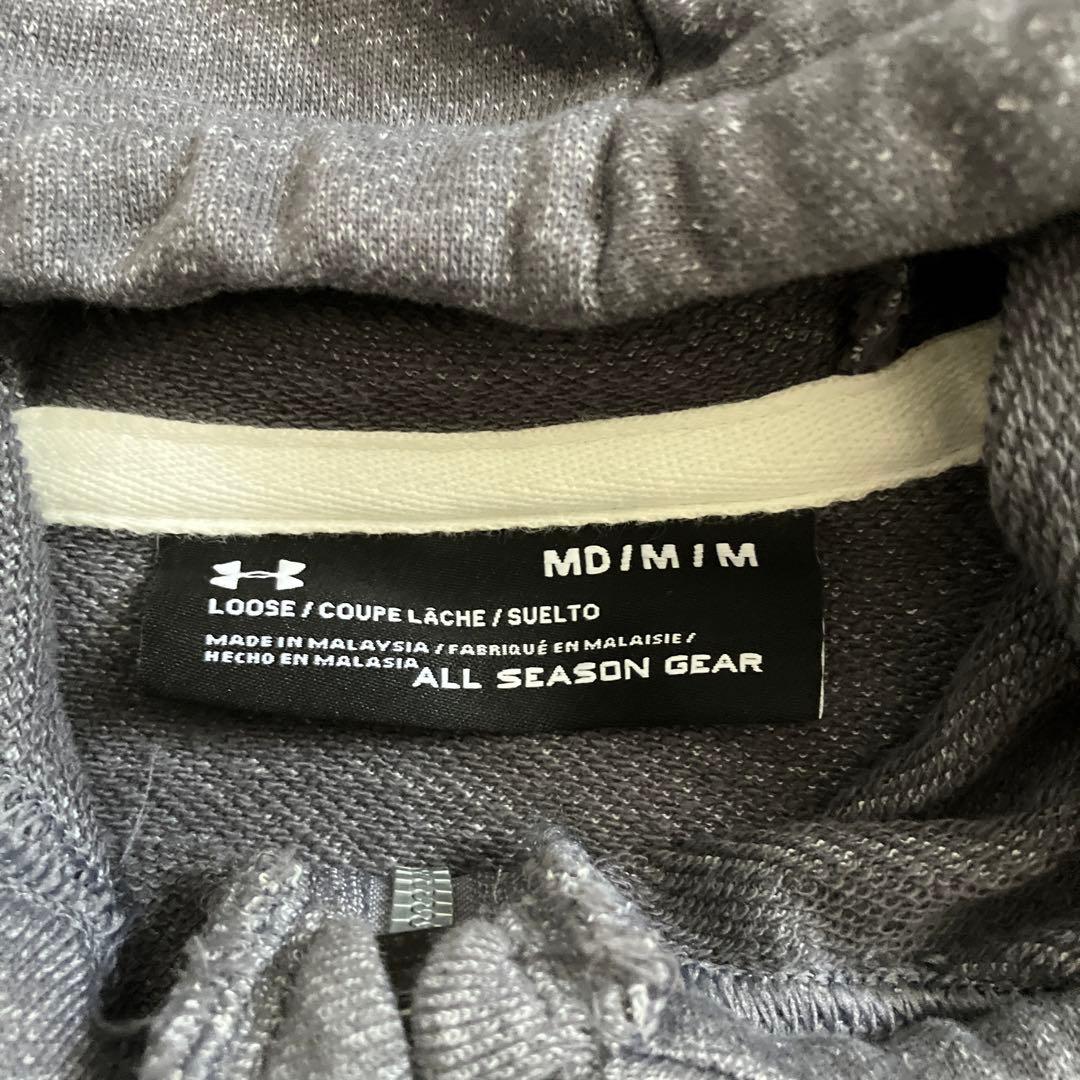 MD / M / M
LOOSE / COUPE LÂCHE / SUELTO
MADE IN MALAYSIA / FABRIQUÉ EN MALAISIE /
HECHO EN MALASIA
ALL SEASON GEAR